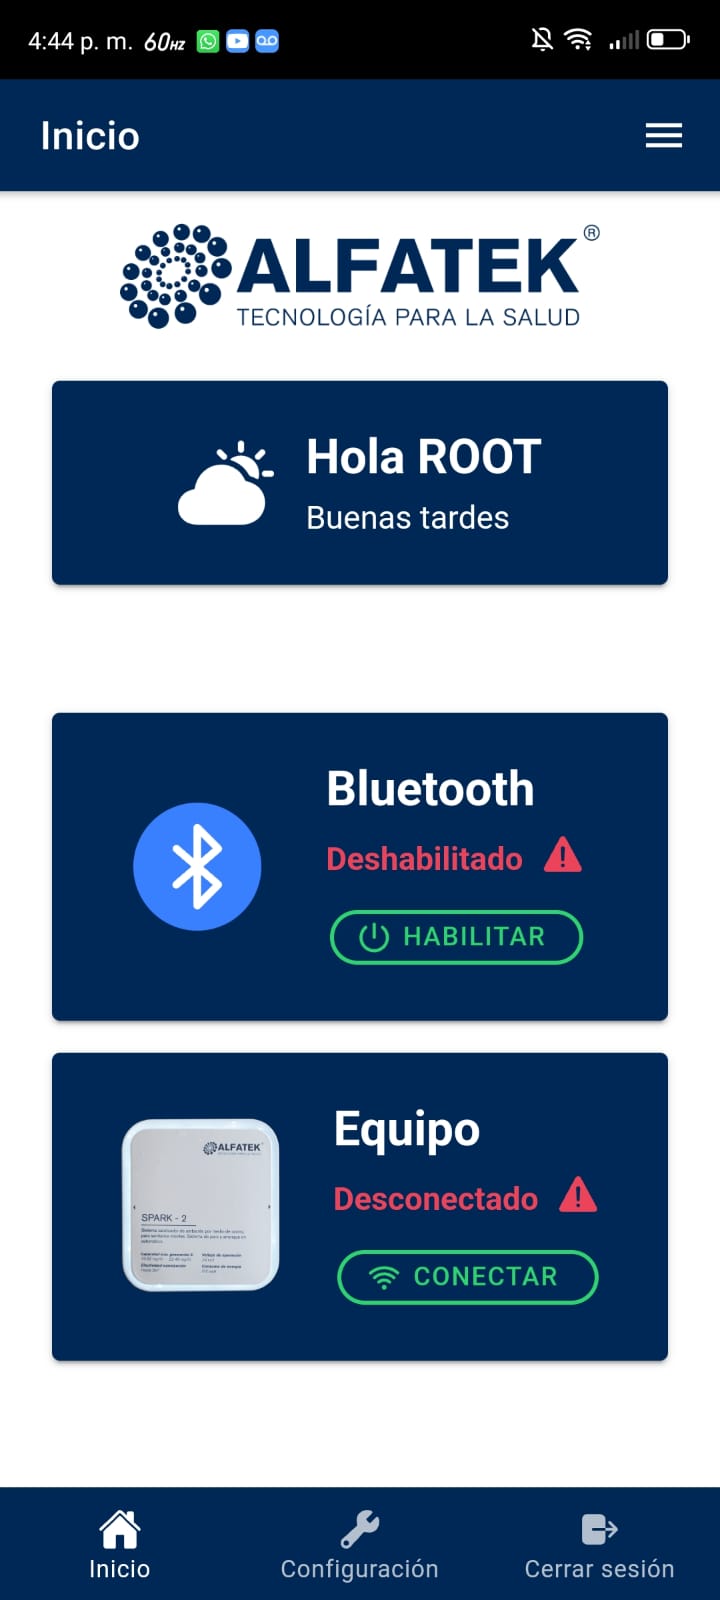 4:44 p. m. 60HZ
Inicio
ALFATEK®
TECNOLOGÍA PARA LA SALUD
Hola ROOT
Buenas tardes
Bluetooth
Deshabilitado
HABILITAR
Equipo
ALFATEK
SPARK - 2
Desconectado
CONECTAR
Inicio
Configuración
Cerrar sesión